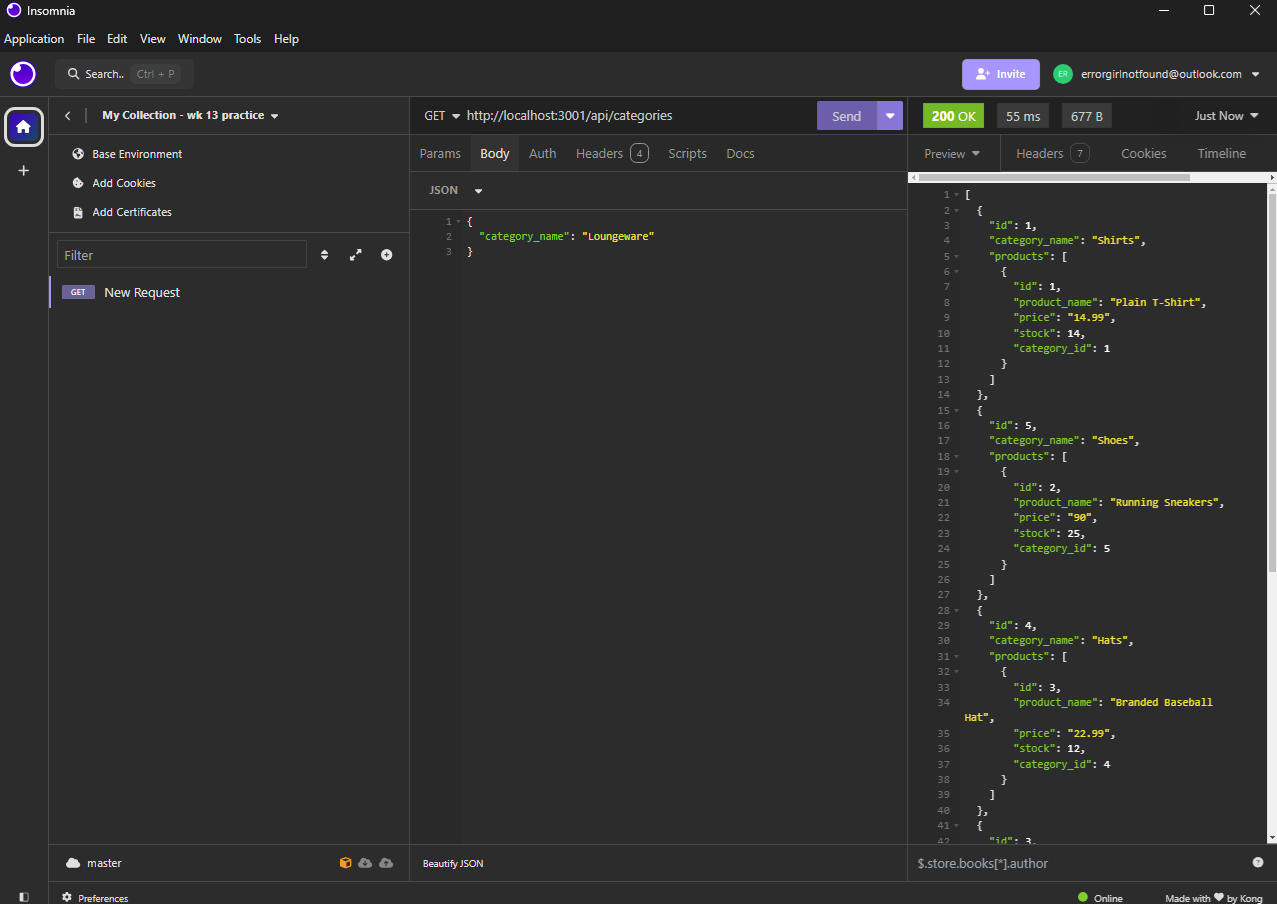 Insomnia
Application File Edit View Window Tools Help
Search.. Ctrl + P
Invite
ER errorgirlnotfound@outlook.com
My Collection - wk 13 practice
Base Environment
Add Cookies
Add Certificates
Filter
GET New Request
master
Preferences
GET http://localhost:3001/api/categories
Send
Params Body Auth Headers 4 Scripts Docs
JSON
1 {
2 "category_name": "Loungeware"
3 }
Beautify JSON
200 OK 55 ms 677 B Just Now
Preview Headers 7 Cookies Timeline
1 [
2 {
3 "id": 1,
4 "category_name": "Shirts",
5 "products": [
6 {
7 "id": 1,
8 "product_name": "Plain T-Shirt",
9 "price": "14.99",
10 "stock": 14,
11 "category_id": 1
12 }
13 ]
14 },
15 {
16 "id": 5,
17 "category_name": "Shoes",
18 "products": [
19 {
20 "id": 2,
21 "product_name": "Running Sneakers",
22 "price": "90",
23 "stock": 25,
24 "category_id": 5
25 }
26 ]
27 },
28 {
29 "id": 4,
30 "category_name": "Hats",
31 "products": [
32 {
33 "id": 3,
34 "product_name": "Branded Baseball
Hat",
35 "price": "22.99",
36 "stock": 12,
37 "category_id": 4
38 }
39 ]
40 },
41 {
42 "id": 3,
$.store.books[*].author
Online Made with ♥ by Kong